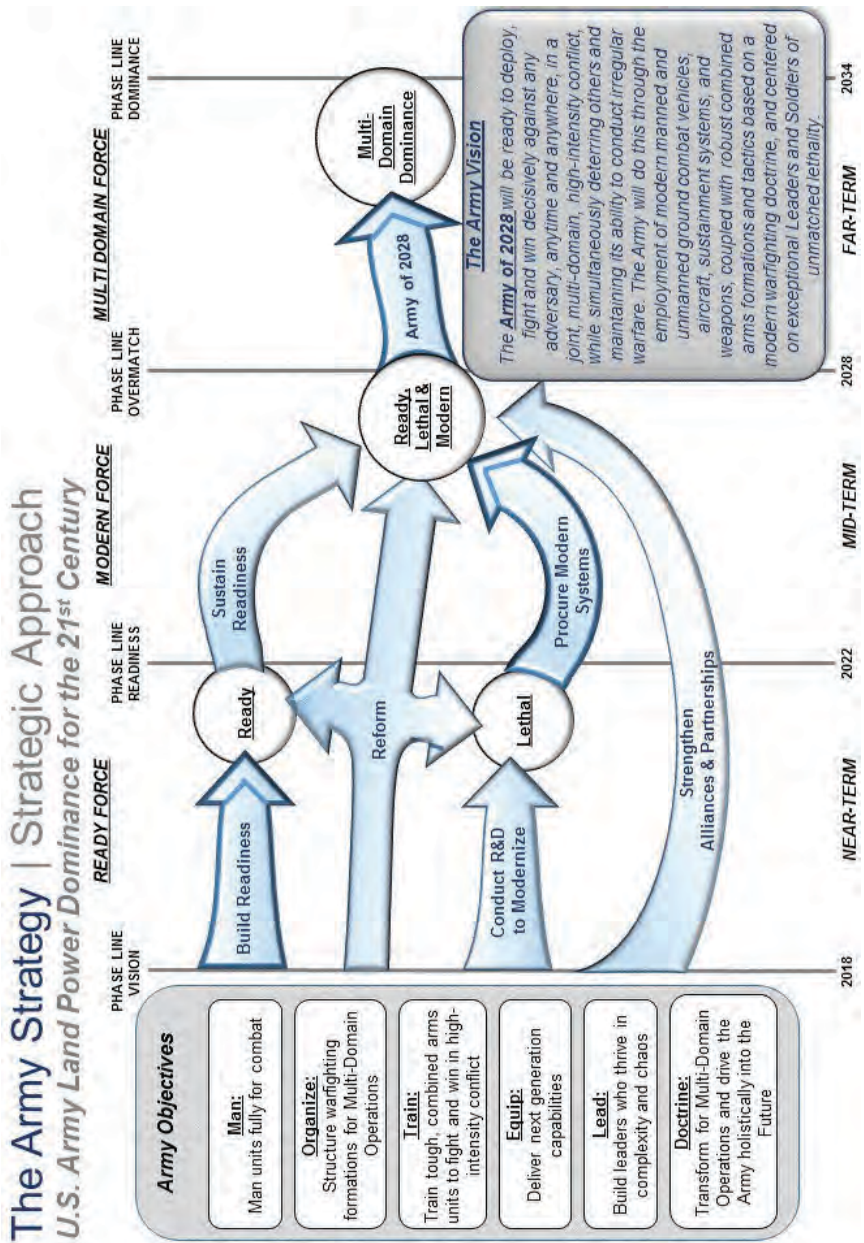 The Army Strategy | Strategic Approach
U.S. Army Land Power Dominance for the 21st Century
READY FORCE
MODERN FORCE
MULTI DOMAIN FORCE
PHASE LINE
VISION
PHASE LINE
READINESS
PHASE LINE
OVERMATCH
PHASE LINE
DOMINANCE
Army Objectives
Man:
Man units fully for combat
Organize:
Structure warfighting
formations for Multi-Domain
Operations
Train:
Train tough, combined arms
units to fight and win in high-
intensity conflict
Equip:
Deliver next generation
capabilities
Lead:
Build leaders who thrive in
complexity and chaos
Doctrine:
Transform for Multi-Domain
Operations and drive the
Army holistically into the
Future
Build Readiness
Ready
Sustain
Readiness
Reform
Conduct R&D
to Modernize
Lethal
Procure Modern
Systems
Strengthen
Alliances & Partnerships
Ready,
Lethal &
Modern
Army of 2028
Multi-
Domain
Dominance
The Army Vision
The Army of 2028 will be ready to deploy,
fight and win decisively against any
adversary, anytime and anywhere, in a
joint, multi-domain, high-intensity conflict,
while simultaneously deterring others and
maintaining its ability to conduct irregular
warfare. The Army will do this through the
employment of modern manned and
unmanned ground combat vehicles,
aircraft, sustainment systems, and
weapons, coupled with robust combined
arms formations and tactics based on a
modern warfighting doctrine, and centered
on exceptional Leaders and Soldiers of
unmatched lethality.
2018
NEAR-TERM
2022
MID-TERM
2028
FAR-TERM
2034